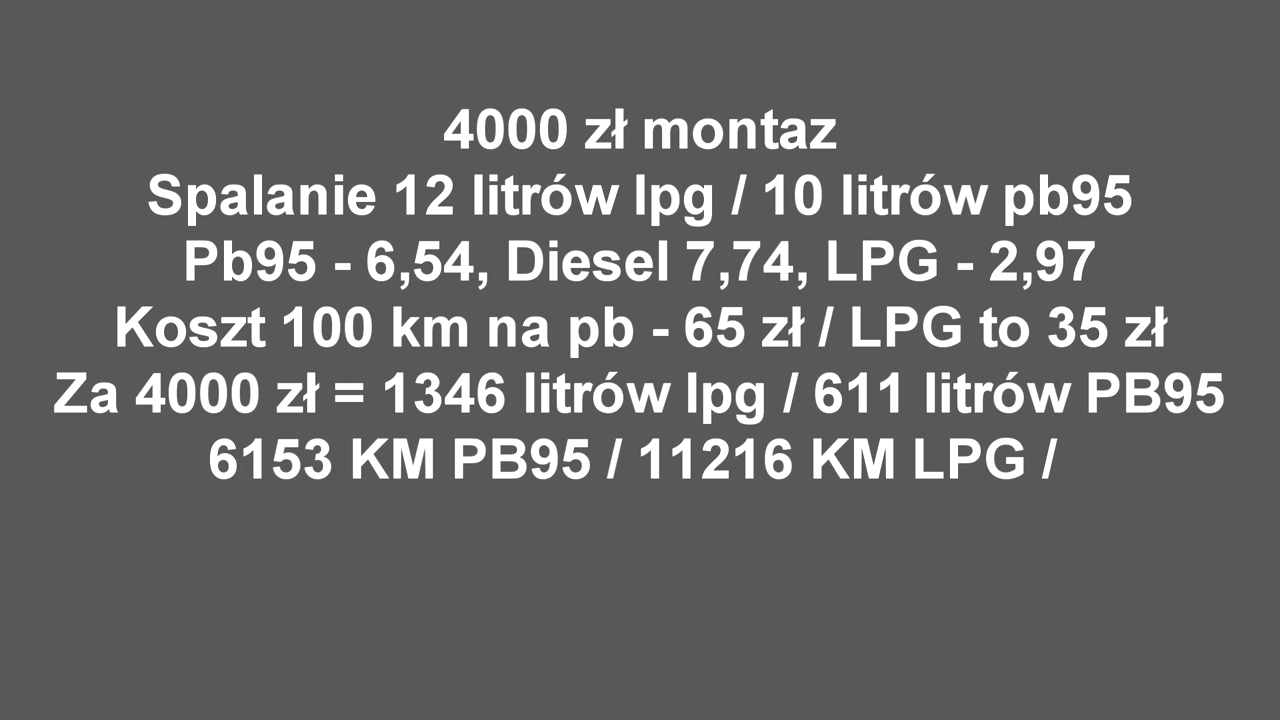 4000 zł montaz
Spalanie 12 litrów lpg / 10 litrów pb95
Pb95 - 6,54, Diesel 7,74, LPG - 2,97
Koszt 100 km na pb - 65 zł / LPG to 35 zł
Za 4000 zł = 1346 litrów lpg / 611 litrów PB95
6153 KM PB95 / 11216 KM LPG /